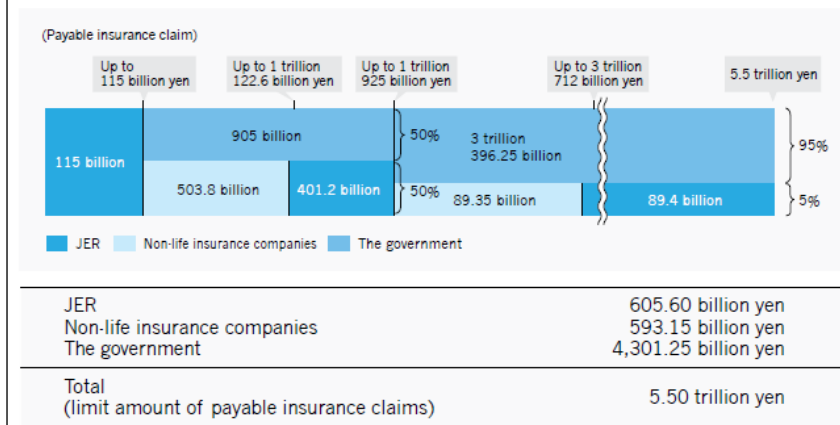 (Payable insurance claim)
Up to
115 billion yen
Up to 1 trillion
122.6 billion yen
Up to 1 trillion
925 billion yen
Up to 3 trillion
712 billion yen
5.5 trillion yen
115 billion
905 billion
50%
3 trillion
396.25 billion
95%
503.8 billion
401.2 billion
50%
89.35 billion
89.4 billion
5%
JER
Non-life insurance companies
The government
JER 605.60 billion yen
Non-life insurance companies 593.15 billion yen
The government 4,301.25 billion yen
Total
(limit amount of payable insurance claims) 5.50 trillion yen